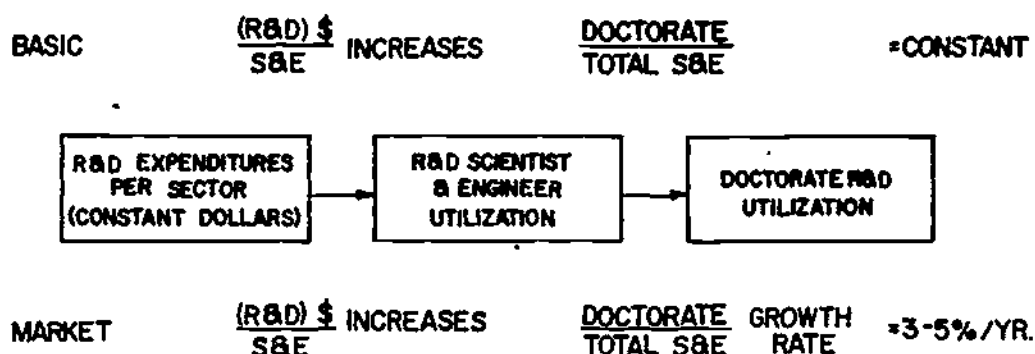 BASIC (R&D) $ / S&E INCREASES DOCTORATE / TOTAL S&E =CONSTANT
R&D EXPENDITURES
PER SECTOR
(CONSTANT DOLLARS)
R&D SCIENTIST
& ENGINEER
UTILIZATION
DOCTORATE R&D
UTILIZATION
MARKET (R&D) $ / S&E INCREASES DOCTORATE / TOTAL S&E GROWTH RATE =3-5%/YR.